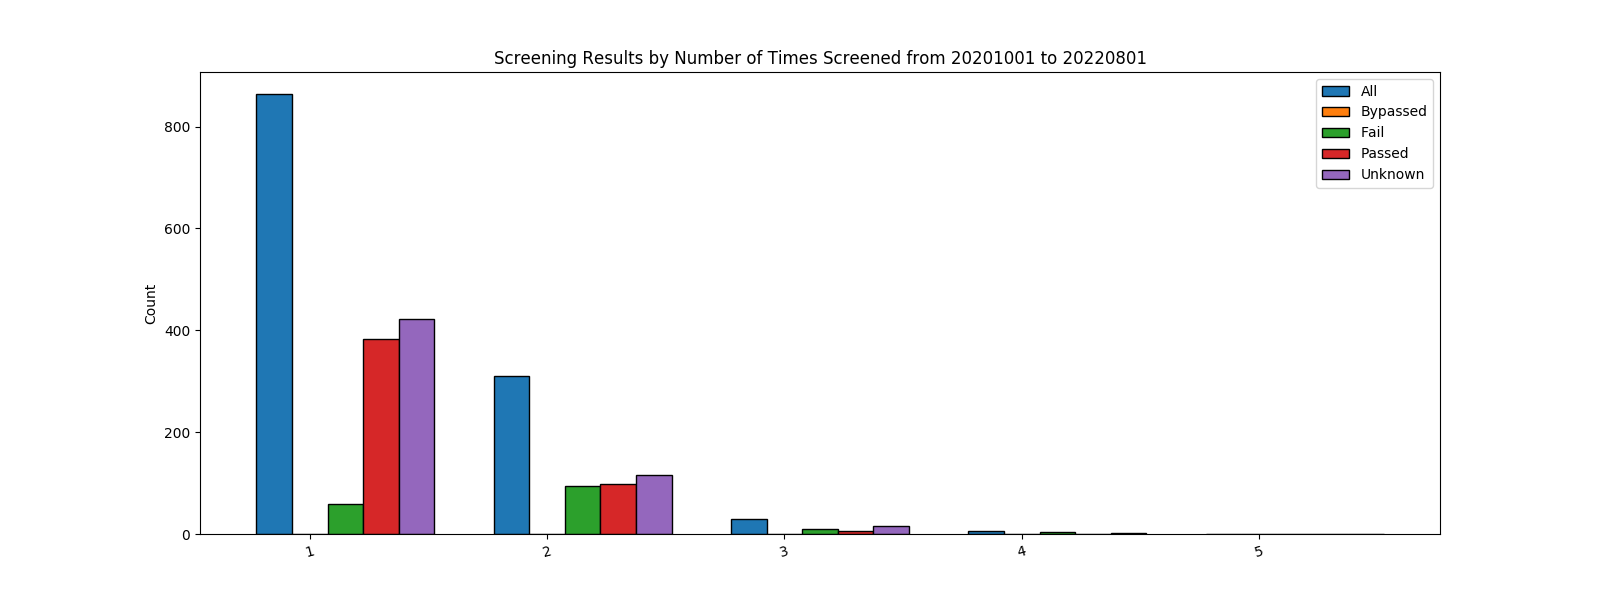 Screening Results by Number of Times Screened from 20201001 to 20220801
All
Bypassed
Fail
Passed
Unknown
Count
800
600
400
200
0
1 2 3 4 5